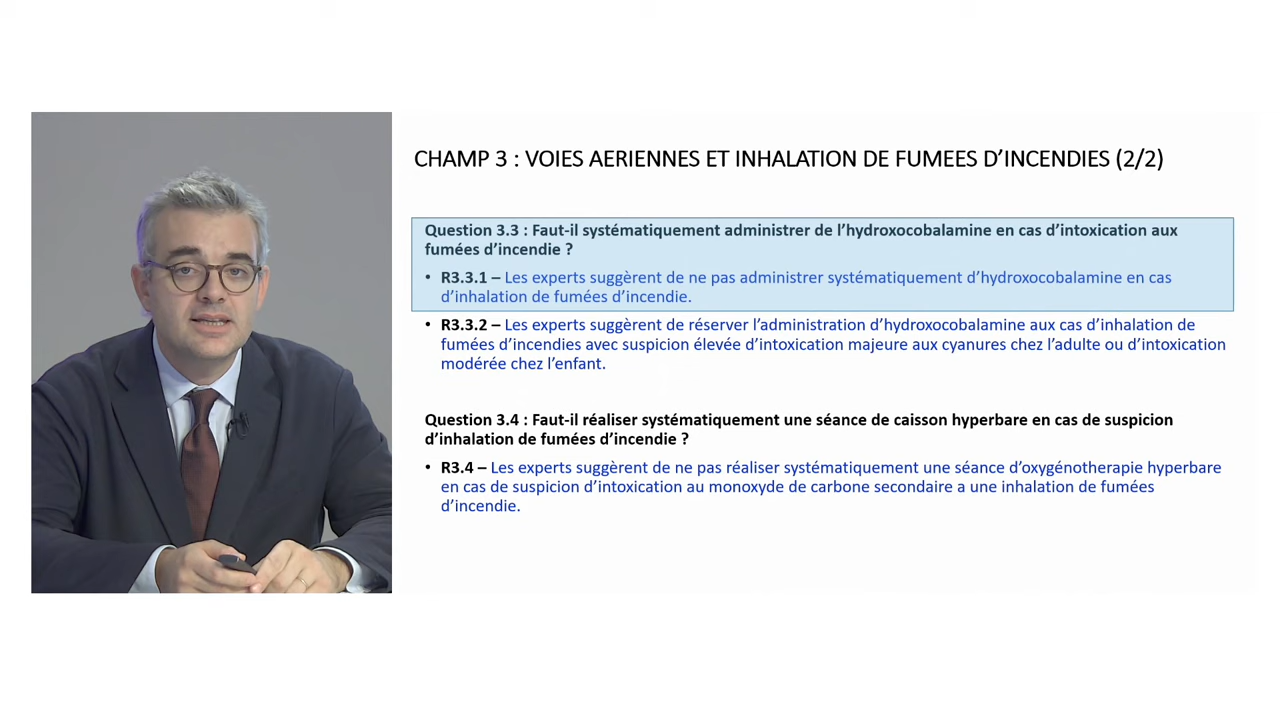 CHAMP 3 : VOIES AERIENNES ET INHALATION DE FUMEES D'INCENDIES (2/2)
Question 3.3 : Faut-il systématiquement administrer de l'hydroxocobalamine en cas d'intoxication aux
fumées d'incendie ?
• R3.3.1 – Les experts suggèrent de ne pas administrer systématiquement d'hydroxocobalamine en cas
d'inhalation de fumées d'incendie.
• R3.3.2 – Les experts suggèrent de réserver l'administration d'hydroxocobalamine aux cas d'inhalation de
fumées d'incendies avec suspicion élevée d'intoxication majeure aux cyanures chez l'adulte ou d'intoxication
modérée chez l'enfant.
Question 3.4 : Faut-il réaliser systématiquement une séance de caisson hyperbare en cas de suspicion
d'inhalation de fumées d'incendie ?
• R3.4 – Les experts suggèrent de ne pas réaliser systématiquement une séance d'oxygénotherapie hyperbare
en cas de suspicion d'intoxication au monoxyde de carbone secondaire a une inhalation de fumées
d'incendie.